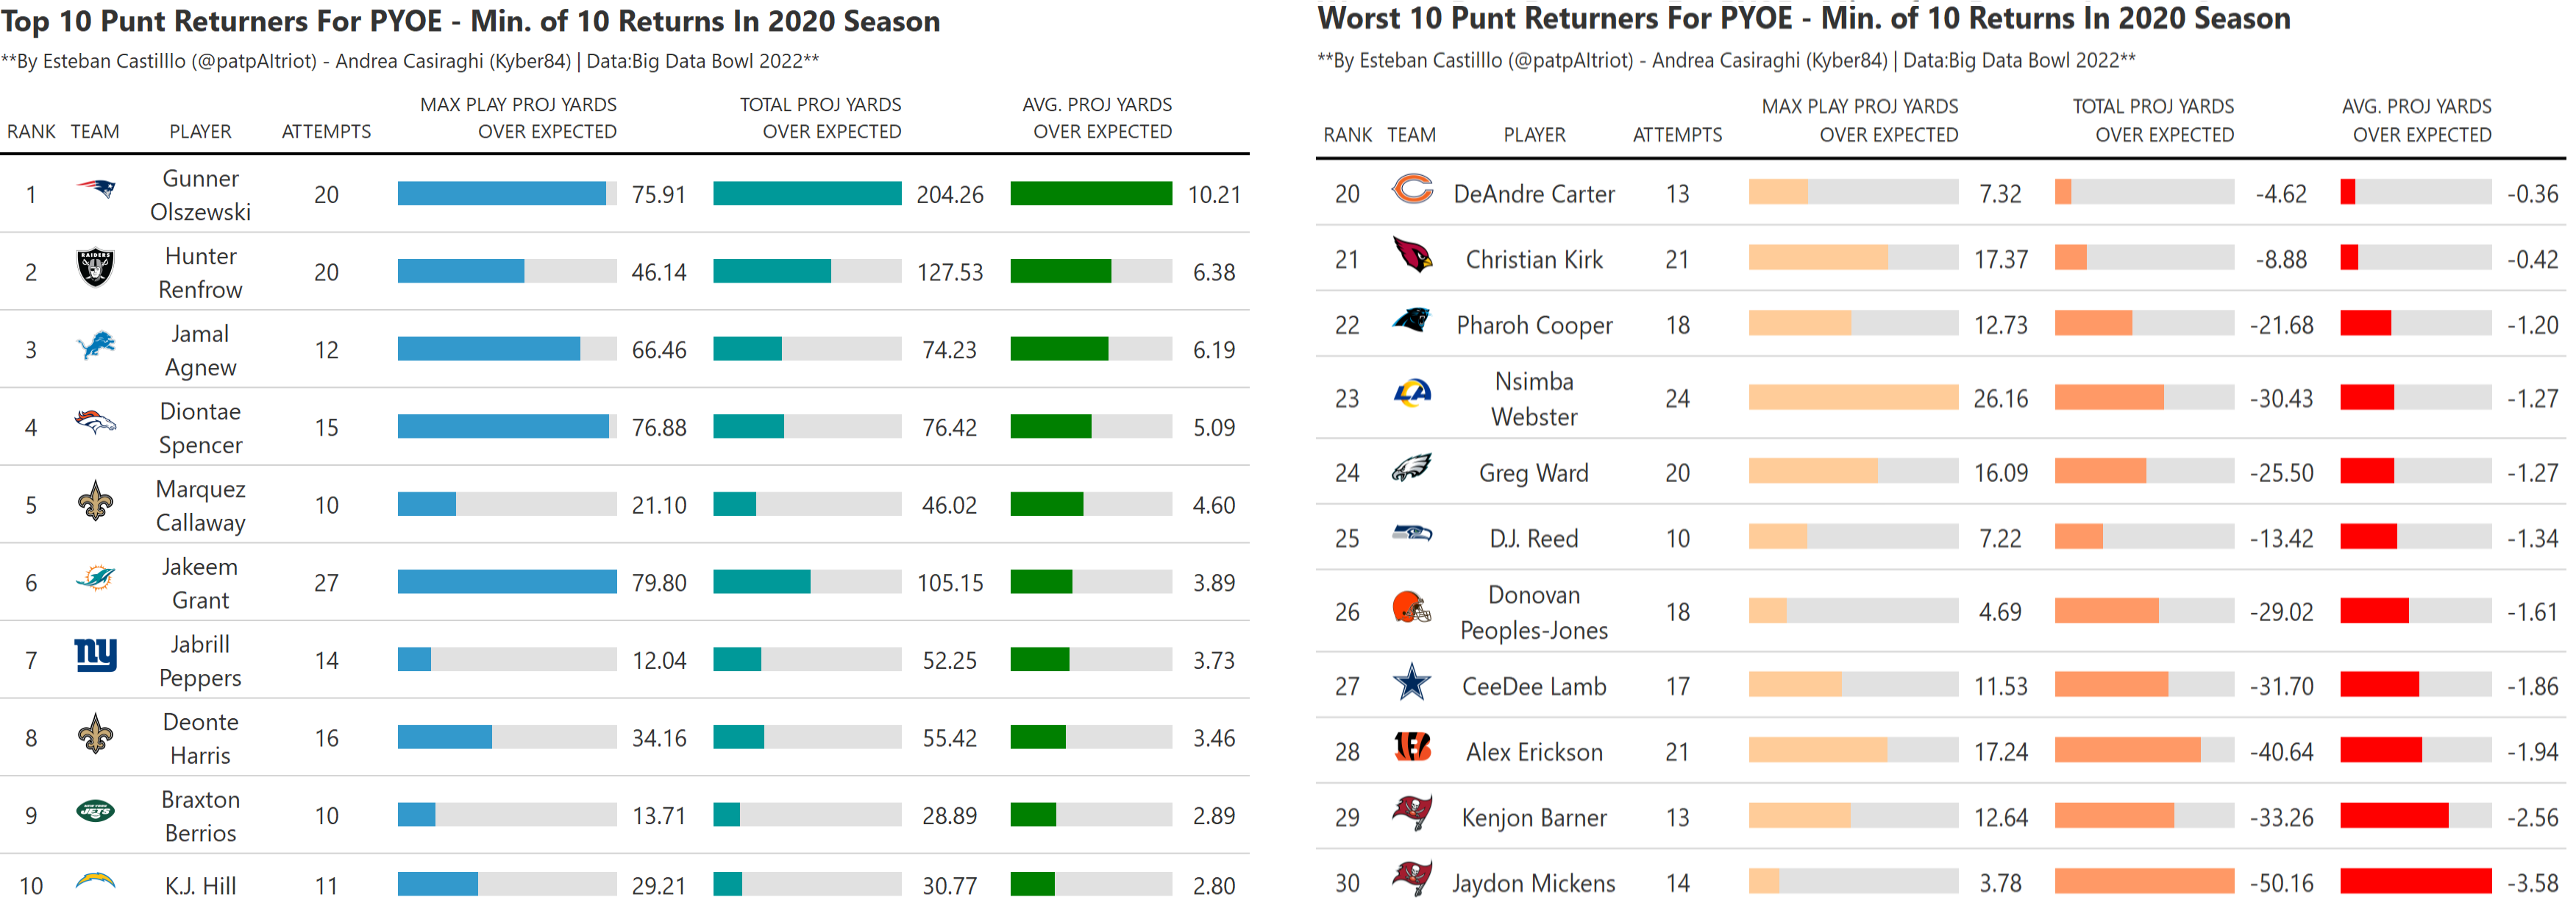 Top 10 Punt Returners For PYOE - Min. of 10 Returns In 2020 Season
**By Esteban Castilllo (@patpAItriot) - Andrea Casiraghi (Kyber84) | Data:Big Data Bowl 2022**
RANK TEAM PLAYER ATTEMPTS MAX PLAY PROJ YARDS OVER EXPECTED TOTAL PROJ YARDS OVER EXPECTED AVG. PROJ YARDS OVER EXPECTED
1 Gunner Olszewski 20 75.91 204.26 10.21
2 RAIDERS Hunter Renfrow 20 46.14 127.53 6.38
3 Jamal Agnew 12 66.46 74.23 6.19
4 Diontae Spencer 15 76.88 76.42 5.09
5 Marquez Callaway 10 21.10 46.02 4.60
6 Jakeem Grant 27 79.80 105.15 3.89
7 ny Jabrill Peppers 14 12.04 52.25 3.73
8 Deonte Harris 16 34.16 55.42 3.46
9 JETS Braxton Berrios 10 13.71 28.89 2.89
10 K.J. Hill 11 29.21 30.77 2.80
Worst 10 Punt Returners For PYOE - Min. of 10 Returns In 2020 Season
**By Esteban Castilllo (@patpAItriot) - Andrea Casiraghi (Kyber84) | Data:Big Data Bowl 2022**
RANK TEAM PLAYER ATTEMPTS MAX PLAY PROJ YARDS OVER EXPECTED TOTAL PROJ YARDS OVER EXPECTED AVG. PROJ YARDS OVER EXPECTED
20 C DeAndre Carter 13 7.32 -4.62 -0.36
21 Christian Kirk 21 17.37 -8.88 -0.42
22 Pharoh Cooper 18 12.73 -21.68 -1.20
23 LA Nsimba Webster 24 26.16 -30.43 -1.27
24 Greg Ward 20 16.09 -25.50 -1.27
25 D.J. Reed 10 7.22 -13.42 -1.34
26 Donovan Peoples-Jones 18 4.69 -29.02 -1.61
27 CeeDee Lamb 17 11.53 -31.70 -1.86
28 B Alex Erickson 21 17.24 -40.64 -1.94
29 Kenjon Barner 13 12.64 -33.26 -2.56
30 Jaydon Mickens 14 3.78 -50.16 -3.58